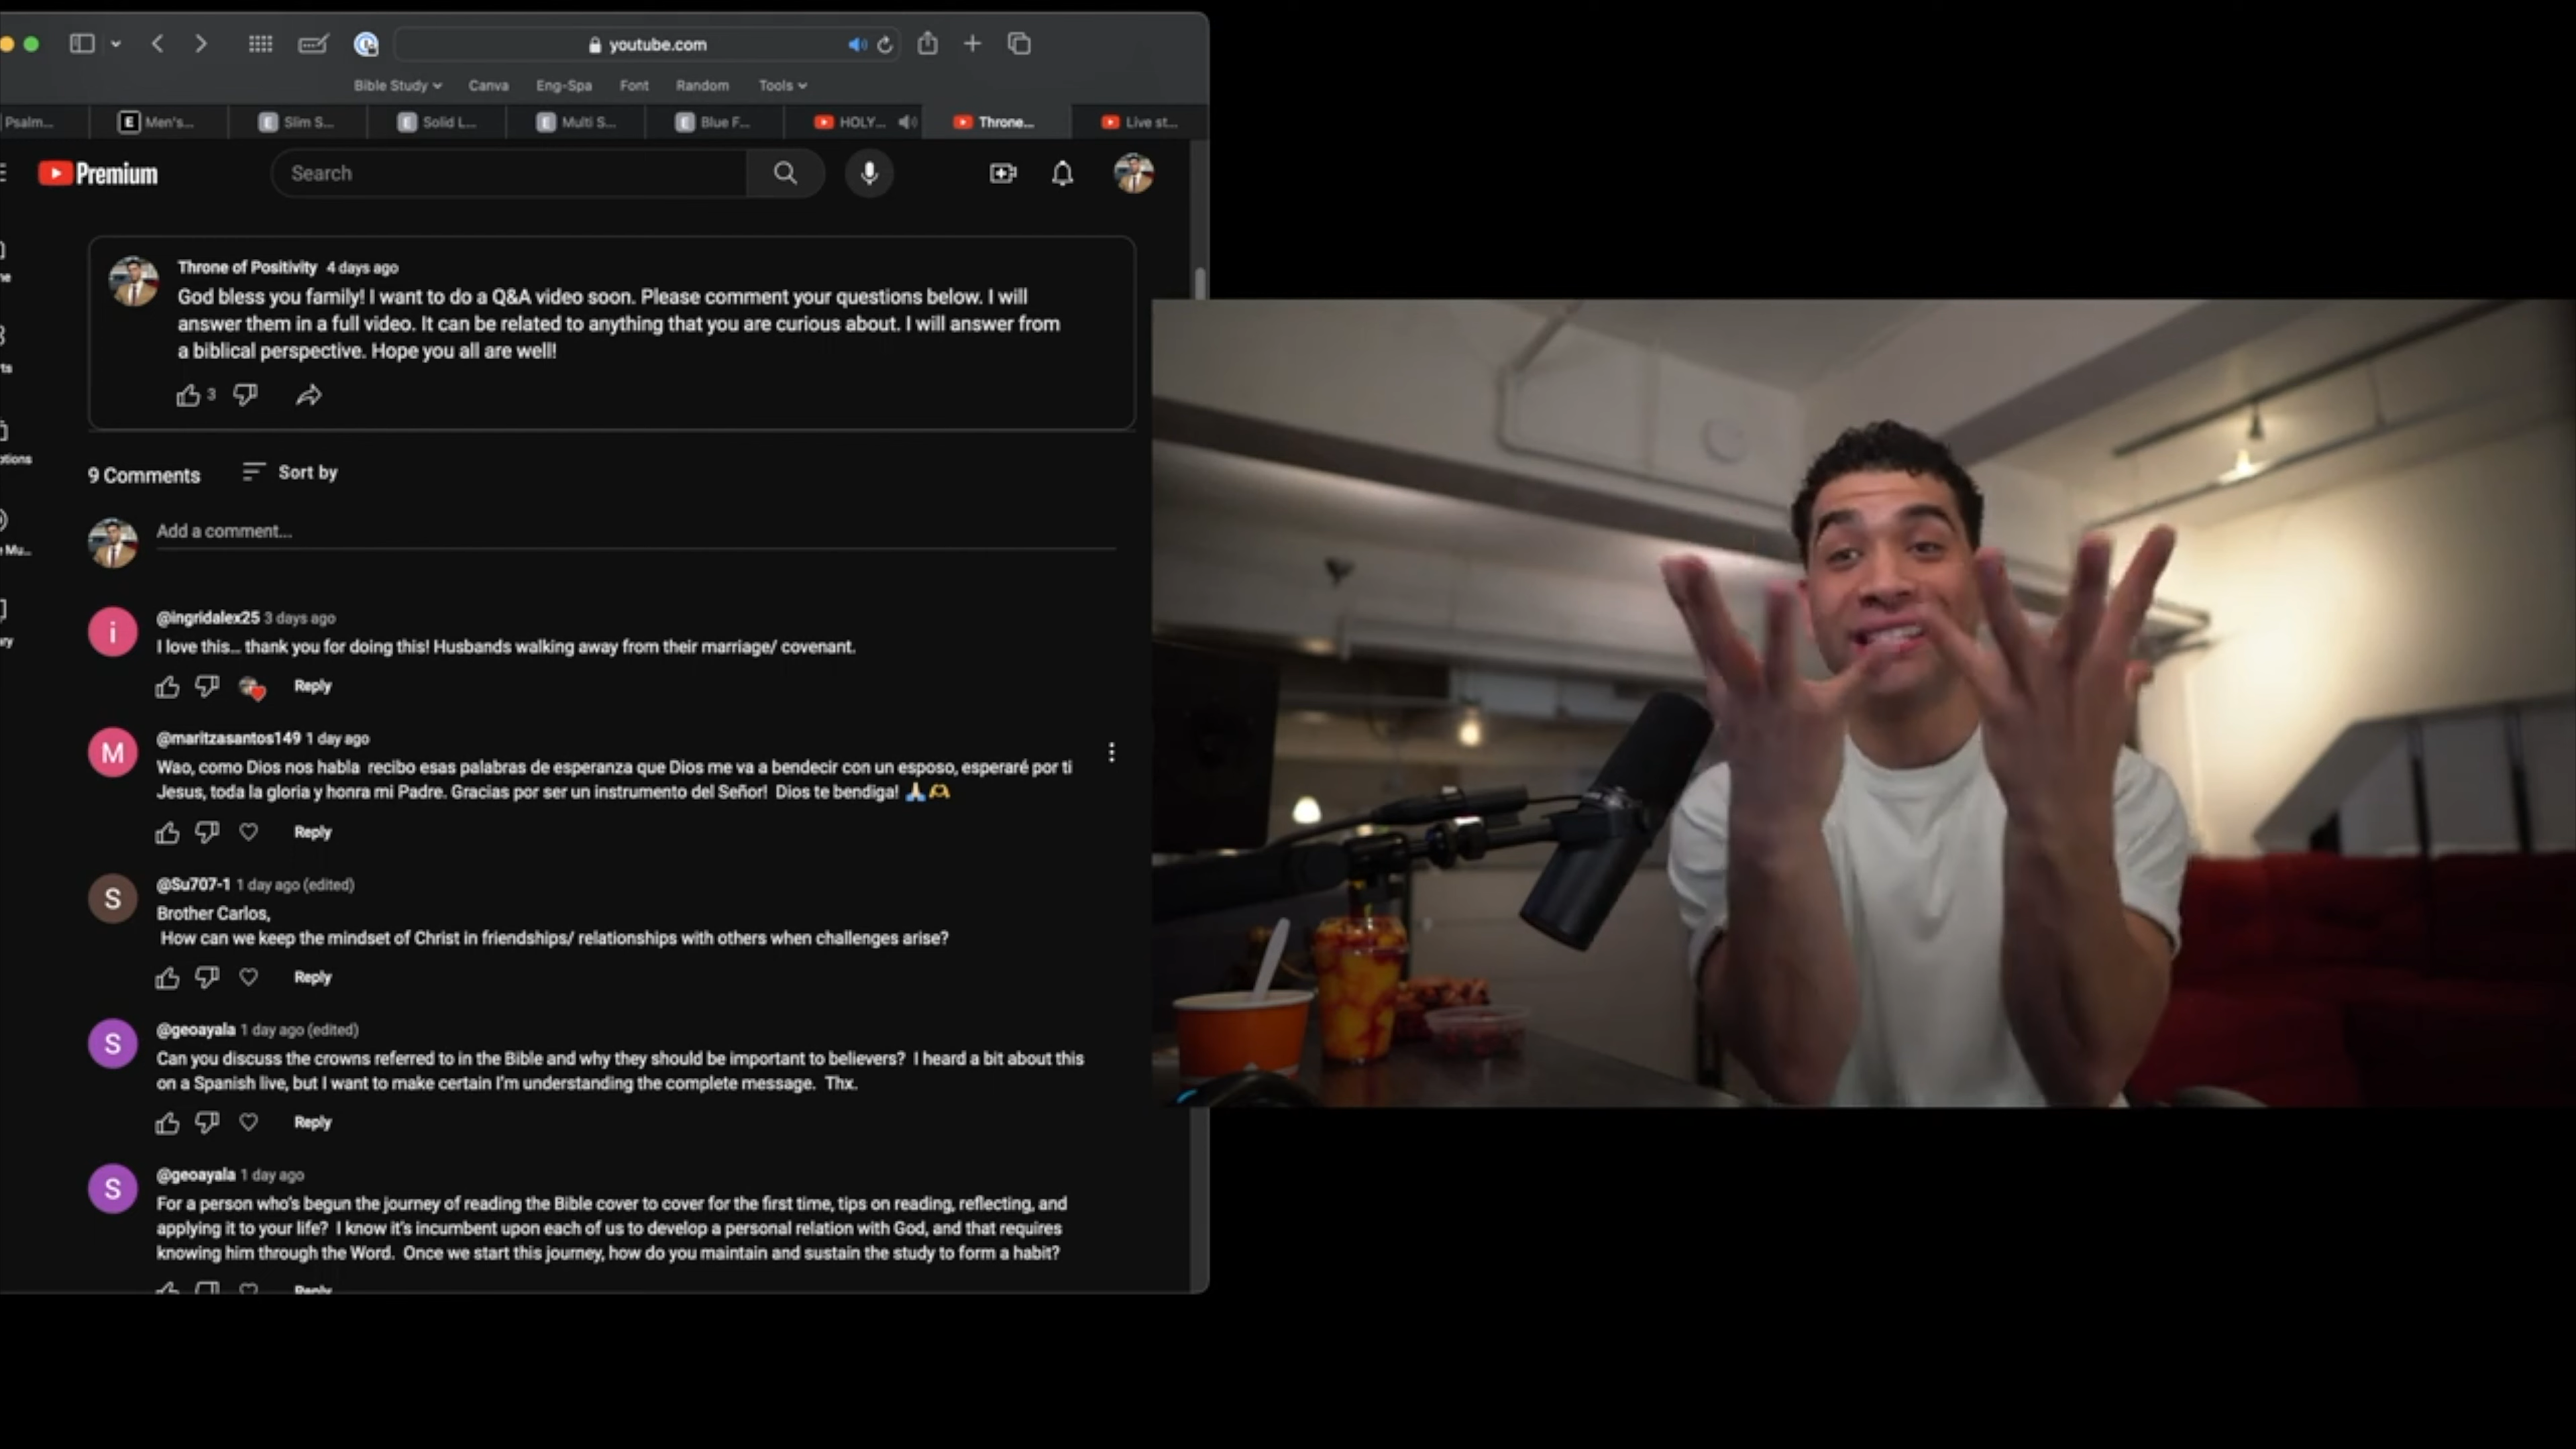 youtube.com
Bible Study Canva Eng-Spa Font Random Tools
Psalm... Men's... Slim S... Solid L... Multi S... Blue F... HOLY... Throne... Live st...
Premium
Search
Throne of Positivity 4 days ago
God bless you family! I want to do a Q&A video soon. Please comment your questions below. I will
answer them in a full video. It can be related to anything that you are curious about. I will answer from
a biblical perspective. Hope you all are well!
3
9 Comments Sort by
Add a comment...
i
@ingridalex25 3 days ago
I love this... thank you for doing this! Husbands walking away from their marriage/ covenant.
Reply
M
@maritzasantos149 1 day ago
Wao, como Dios nos habla recibo esas palabras de esperanza que Dios me va a bendecir con un esposo, esperaré por ti
Jesus, toda la gloria y honra mi Padre. Gracias por ser un instrumento del Señor! Dios te bendiga! 🙏🫶
Reply
S
@Su707-1 1 day ago (edited)
Brother Carlos,
How can we keep the mindset of Christ in friendships/ relationships with others when challenges arise?
Reply
S
@geoayala 1 day ago (edited)
Can you discuss the crowns referred to in the Bible and why they should be important to believers? I heard a bit about this
on a Spanish live, but I want to make certain I'm understanding the complete message. Thx.
Reply
S
@geoayala 1 day ago
For a person who's begun the journey of reading the Bible cover to cover for the first time, tips on reading, reflecting, and
applying it to your life? I know it's incumbent upon each of us to develop a personal relation with God, and that requires
knowing him through the Word. Once we start this journey, how do you maintain and sustain the study to form a habit?
Reply